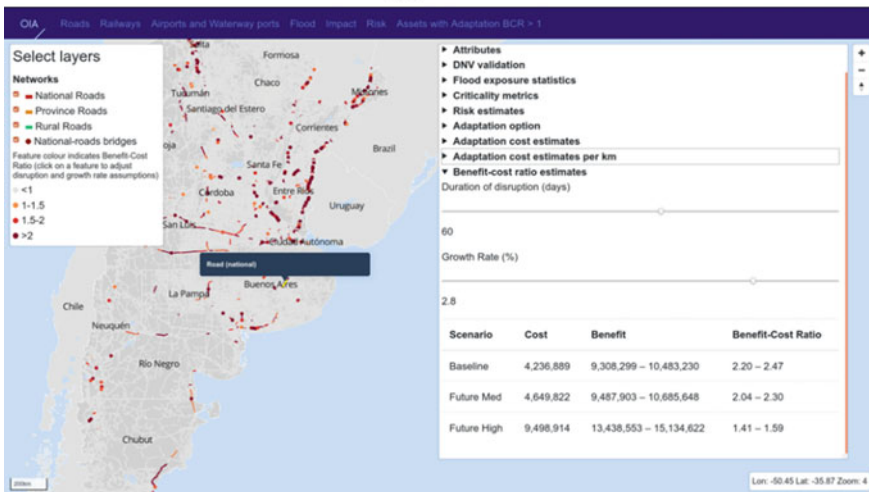 OIA Roads Railways Airports and Waterway ports Flood Impact Risk Assets with Adaptation BCR > 1
Select layers
Networks
National Roads
Province Roads
Rural Roads
National-roads bridges
Feature colour indicates Benefit-Cost
Ratio (click on a feature to adjust
disruption and growth rate assumptions)
<1
1-1.5
1.5-2
>2
Salta
Formosa
Chaco
Tucumán
Misiones
Santiago del Estero
Corrientes
oja
Brazil
Santa Fe
Córdoba
Entre Ríos
Uruguay
San Luis
Ciudad Autónoma
Road (national)
Buenos Aires
La Pampa
Chile
Neuquén
Río Negro
Chubut
200km
Attributes
DNV validation
Flood exposure statistics
Criticality metrics
Risk estimates
Adaptation option
Adaptation cost estimates
Adaptation cost estimates per km
Benefit-cost ratio estimates
Duration of disruption (days)
60
Growth Rate (%)
2.8
Scenario Cost Benefit Benefit-Cost Ratio
Baseline 4,236,889 9,308,299 – 10,483,230 2.20 – 2.47
Future Med 4,649,822 9,487,903 – 10,685,648 2.04 – 2.30
Future High 9,498,914 13,438,553 – 15,134,622 1.41 – 1.59
+
−
Lon: -50.45 Lat: -35.87 Zoom: 4